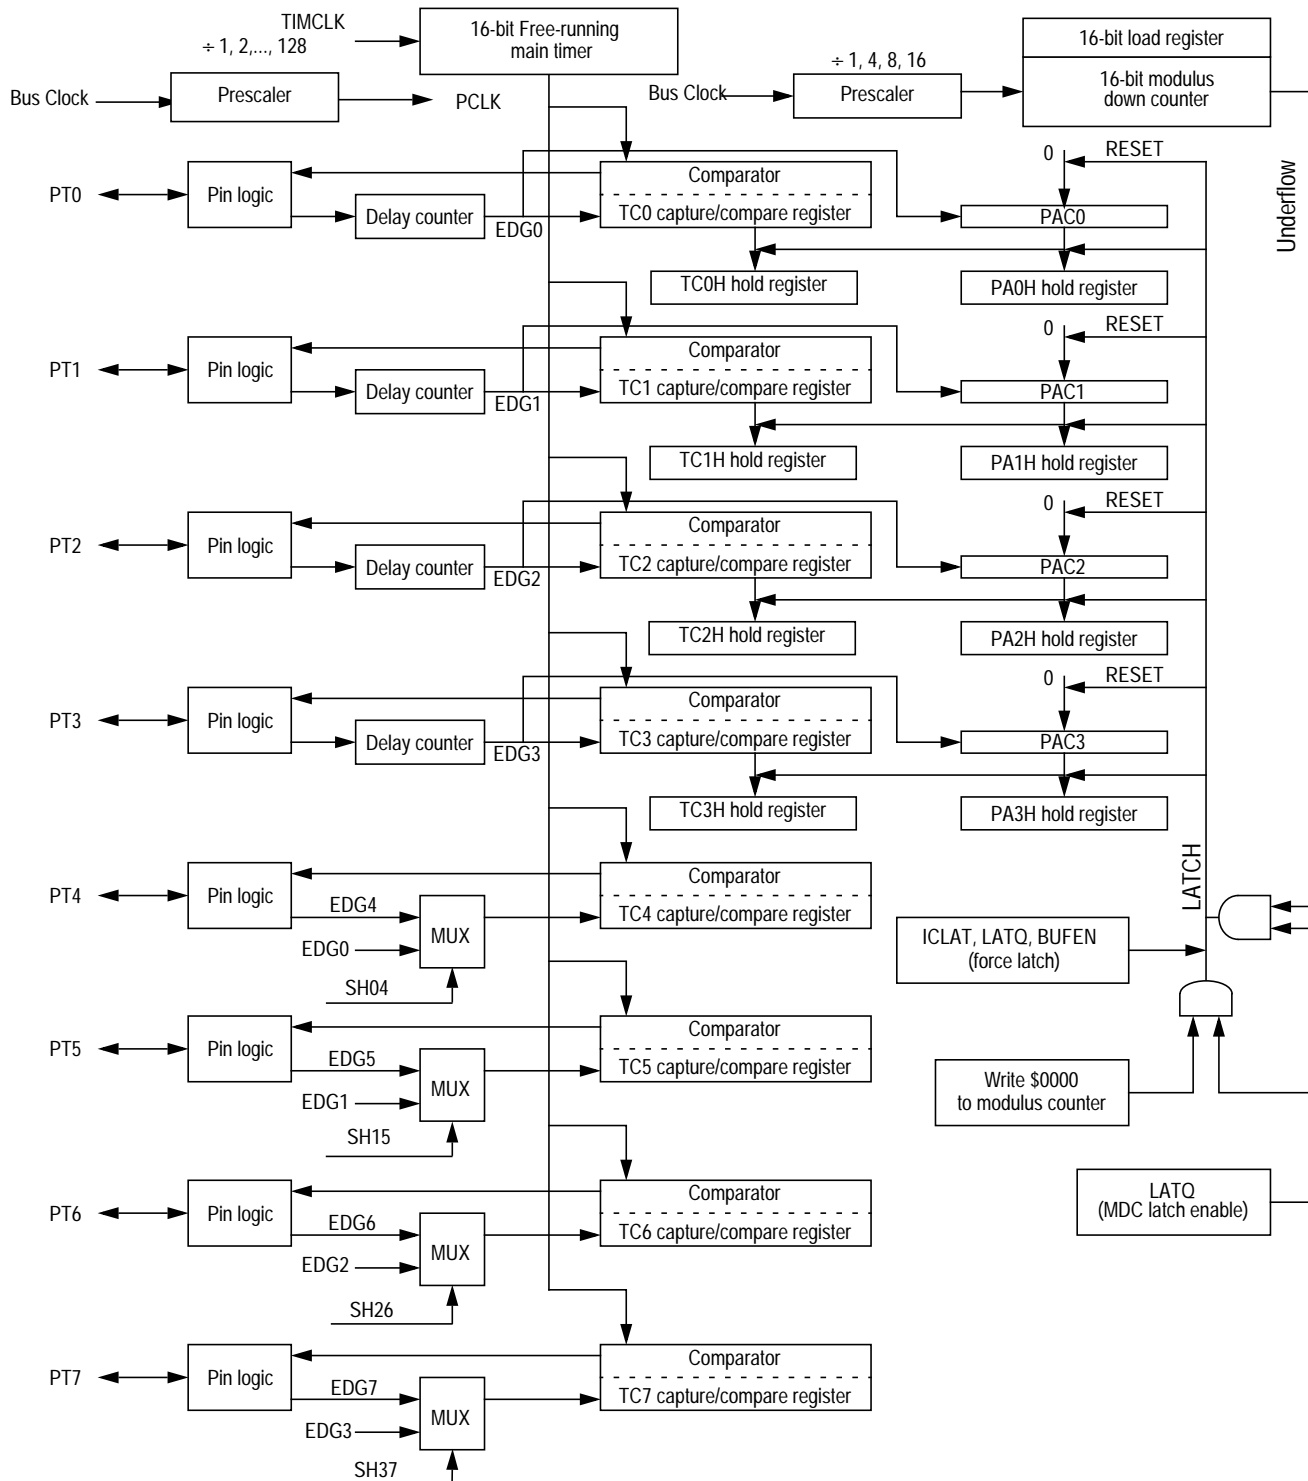 TIMCLK
÷ 1, 2,..., 128
16-bit Free-running
main timer
Bus Clock
Prescaler
PCLK
÷ 1, 4, 8, 16
Bus Clock
Prescaler
16-bit load register
16-bit modulus
down counter
Underflow
PT0
Pin logic
Delay counter
EDG0
Comparator
TC0 capture/compare register
TC0H hold register
0
RESET
PAC0
PA0H hold register
PT1
Pin logic
Delay counter
EDG1
Comparator
TC1 capture/compare register
TC1H hold register
0
RESET
PAC1
PA1H hold register
PT2
Pin logic
Delay counter
EDG2
Comparator
TC2 capture/compare register
TC2H hold register
0
RESET
PAC2
PA2H hold register
PT3
Pin logic
Delay counter
EDG3
Comparator
TC3 capture/compare register
TC3H hold register
0
RESET
PAC3
PA3H hold register
LATCH
PT4
Pin logic
EDG4
EDG0
MUX
SH04
Comparator
TC4 capture/compare register
ICLAT, LATQ, BUFEN
(force latch)
PT5
Pin logic
EDG5
EDG1
MUX
SH15
Comparator
TC5 capture/compare register
Write $0000
to modulus counter
PT6
Pin logic
EDG6
EDG2
MUX
SH26
Comparator
TC6 capture/compare register
LATQ
(MDC latch enable)
PT7
Pin logic
EDG7
EDG3
MUX
SH37
Comparator
TC7 capture/compare register